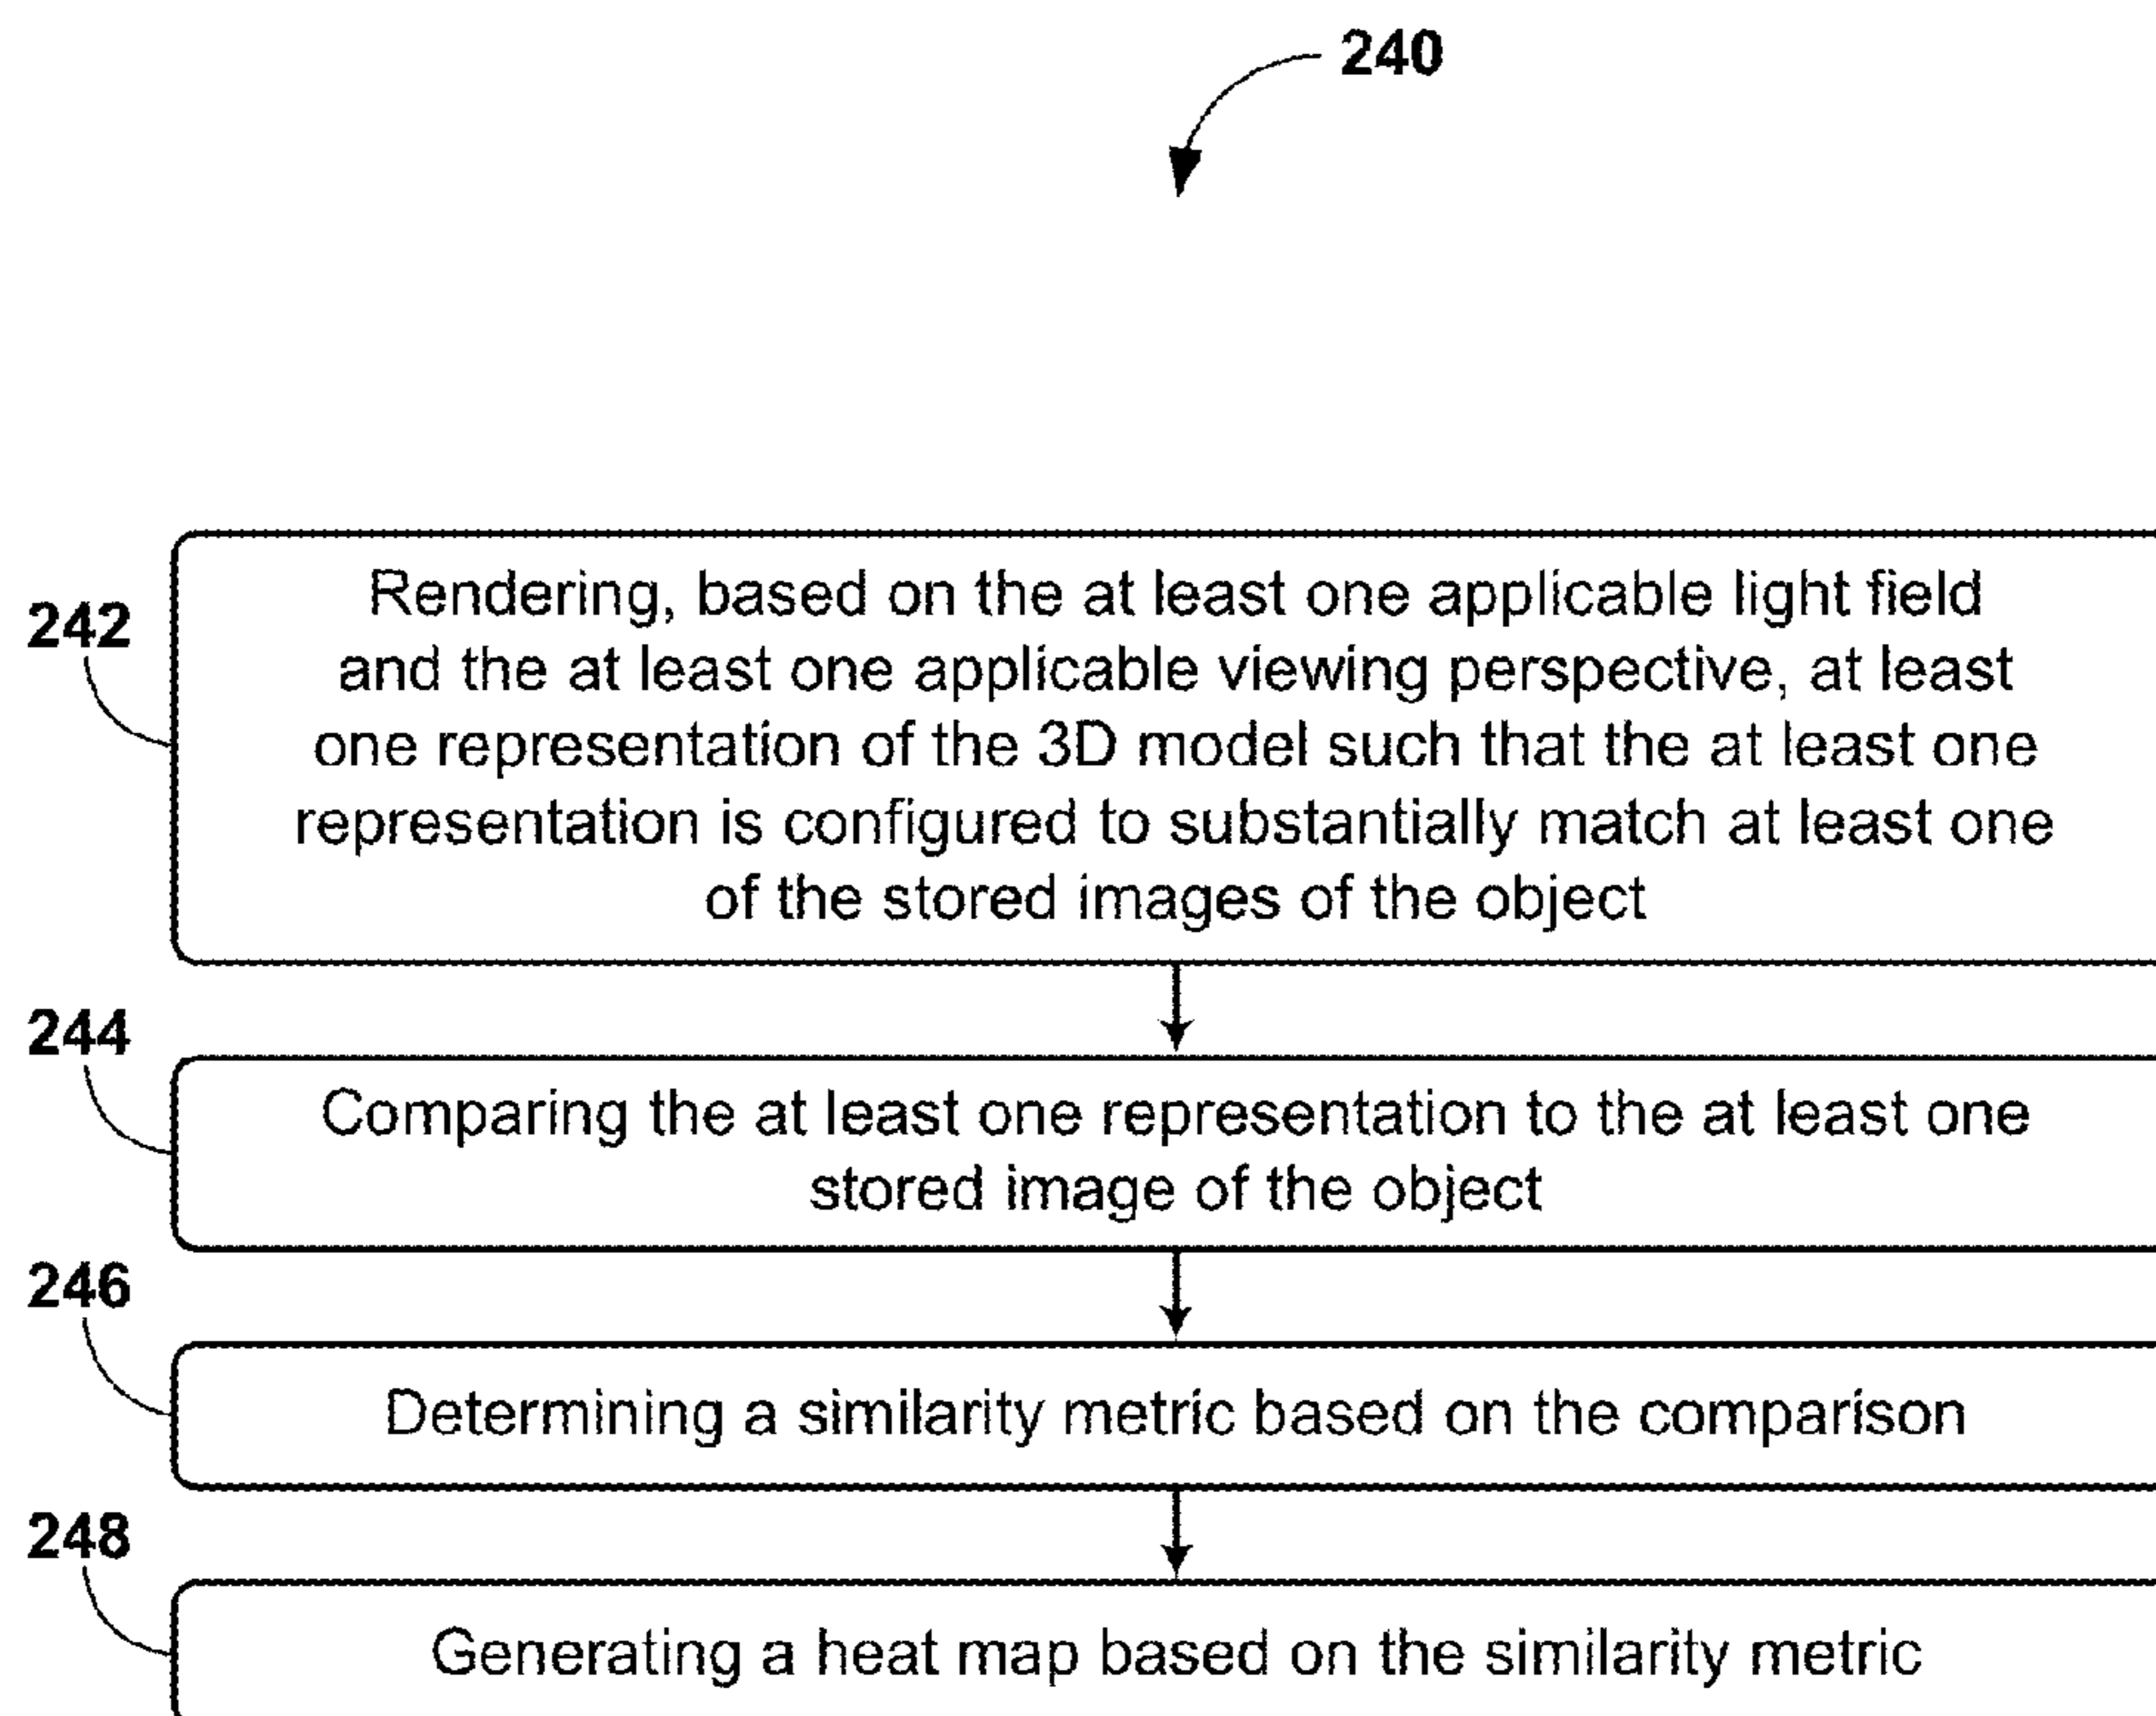 240
242
Rendering, based on the at least one applicable light field
and the at least one applicable viewing perspective, at least
one representation of the 3D model such that the at least one
representation is configured to substantially match at least one
of the stored images of the object
244
Comparing the at least one representation to the at least one
stored image of the object
246
Determining a similarity metric based on the comparison
248
Generating a heat map based on the similarity metric